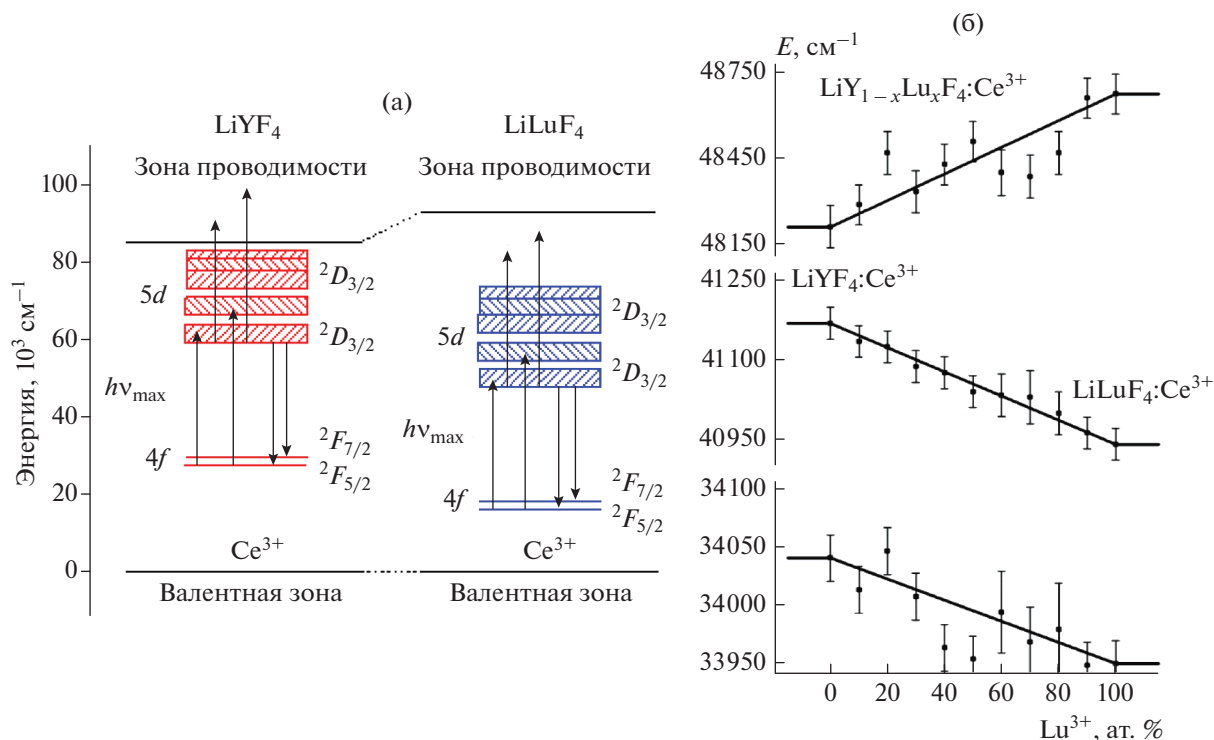 (а)
LiYF₄
LiLuF₄
Зона проводимости
Зона проводимости
Энергия, 10³ см⁻¹
100
80
60
40
20
0
5d
²D₃/₂
²D₃/₂
hνmax
4f
²F₇/₂
²F₅/₂
Ce³⁺
Валентная зона
5d
²D₃/₂
²D₃/₂
hνmax
4f
²F₇/₂
²F₅/₂
Ce³⁺
Валентная зона
(б)
E, см⁻¹
48750
LiY₁₋ₓLuₓF₄:Ce³⁺
48450
48150
41250
LiYF₄:Ce³⁺
41100
LiLuF₄:Ce³⁺
40950
34100
34050
34000
33950
0 20 40 60 80 100
Lu³⁺, ат. %